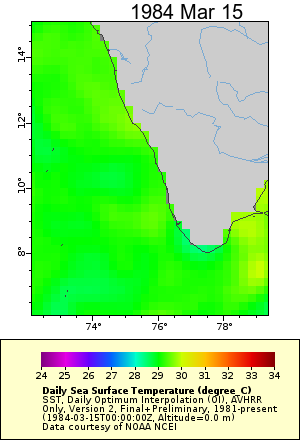 1984 Mar 15
14°
12°
10°
8°
74° 76° 78°
24 25 26 27 28 29 30 31 32 33 34
Daily Sea Surface Temperature (degree_C)
SST, Daily Optimum Interpolation (OI), AVHRR
Only, Version 2, Final+Preliminary, 1981-present
(1984-03-15T00:00:00Z, Altitude=0.0 m)
Data courtesy of NOAA NCEI